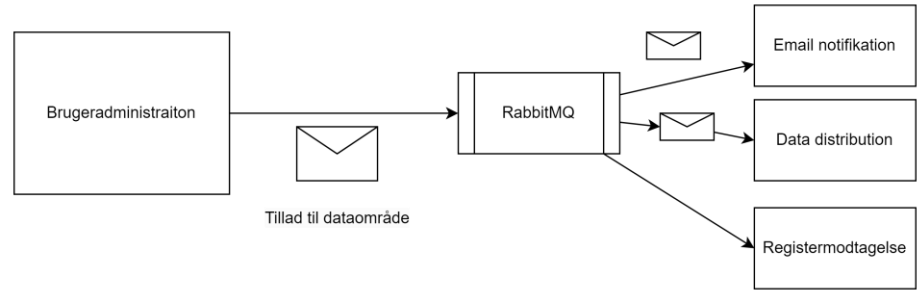 Brugeradministraiton
RabbitMQ
Tillad til dataområde
Email notifikation
Data distribution
Registermodtagelse